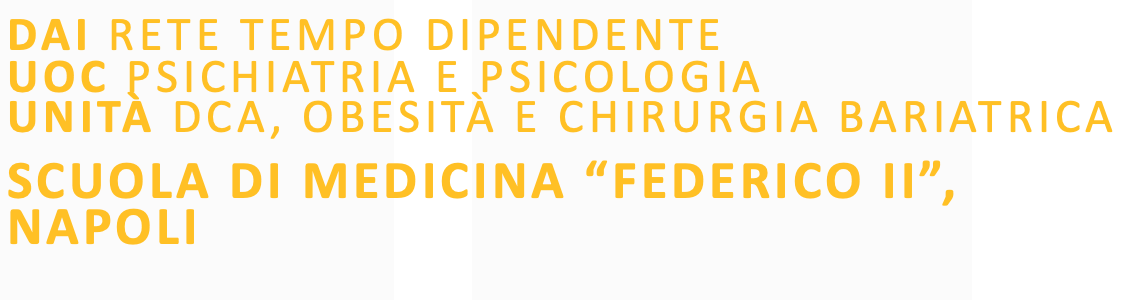 DAI RETE TEMPO DIPENDENTE
UOC PSICHIATRIA E PSICOLOGIA
UNITÀ DCA, OBESITÀ E CHIRURGIA BARIATRICA
SCUOLA DI MEDICINA “FEDERICO II”,
NAPOLI